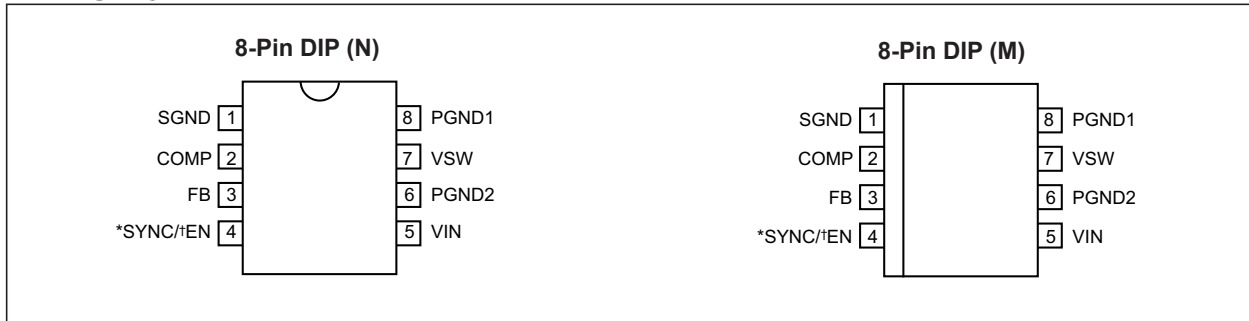 8-Pin DIP (N)
SGND 1
COMP 2
FB 3
*SYNC/†EN 4
8 PGND1
7 VSW
6 PGND2
5 VIN
8-Pin DIP (M)
SGND 1
COMP 2
FB 3
*SYNC/†EN 4
8 PGND1
7 VSW
6 PGND2
5 VIN